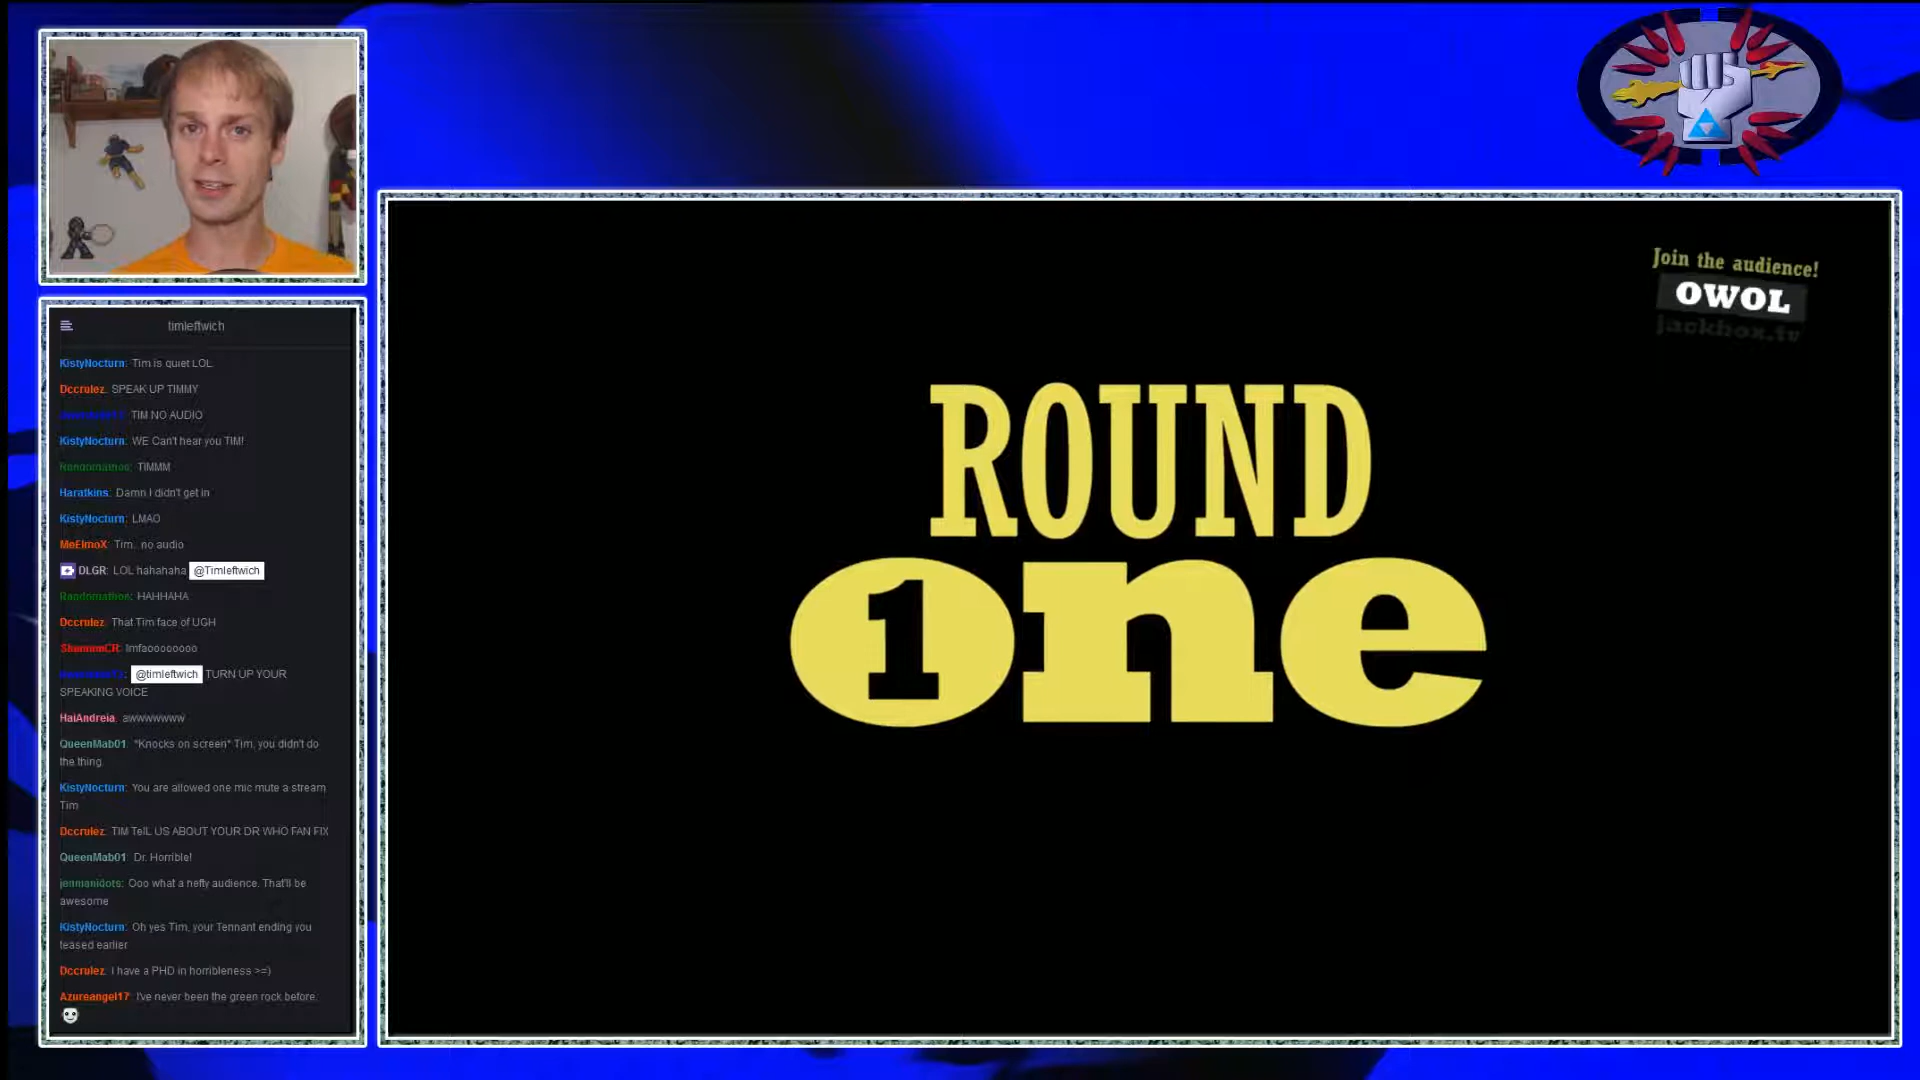 timleftwich
KistyNocturn: Tim is quiet LOL
Dccrulez: SPEAK UP TIMMY
TIM NO AUDIO
KistyNocturn: WE Can't hear you TIM!
Randomathos: TIMMM
Haratkins: Damn I didn't get in
KistyNocturn: LMAO
MeElmoX: Tim.. no audio
DLGR: LOL hahahaha @Timleftwich
Randomathos: HAHHAHA
Dccrulez: That Tim face of UGH
ShannonCR: lmfaoooooooo
@timleftwich TURN UP YOUR
SPEAKING VOICE
HaiAndreia: awwwwwww
QueenMab01: *Knocks on screen* Tim, you didn't do
the thing.
KistyNocturn: You are allowed one mic mute a stream
Tim
Dccrulez: TIM TelL US ABOUT YOUR DR WHO FAN FIX
QueenMab01: Dr. Horrible!
jenmanidots: Ooo what a hefty audience. That'll be
awesome
KistyNocturn: Oh yes Tim, your Tennant ending you
teased earlier
Dccrulez: I have a PHD in horribleness >=)
Azureangel17: I've never been the green rock before.
Join the audience!
OWOL
jackbox.tv
ROUND
1
One